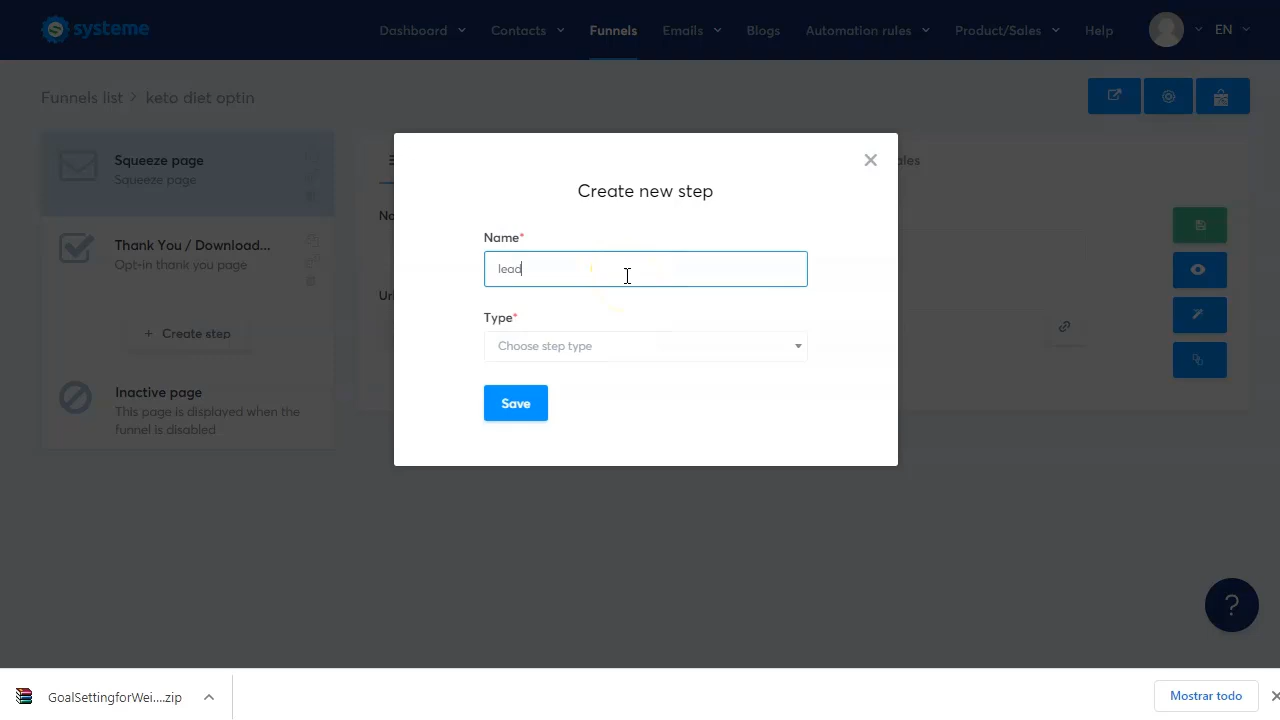 systeme
Dashboard
Contacts
Funnels
Emails
Blogs
Automation rules
Product/Sales
Help
EN
Funnels list > keto diet optin
Squeeze page
Squeeze page
Thank You / Download...
Opt-in thank you page
+ Create step
Inactive page
This page is displayed when the
funnel is disabled
Create new step
Name*
lead
Type*
Choose step type
Save
?
GoalSettingforWei....zip
Mostrar todo